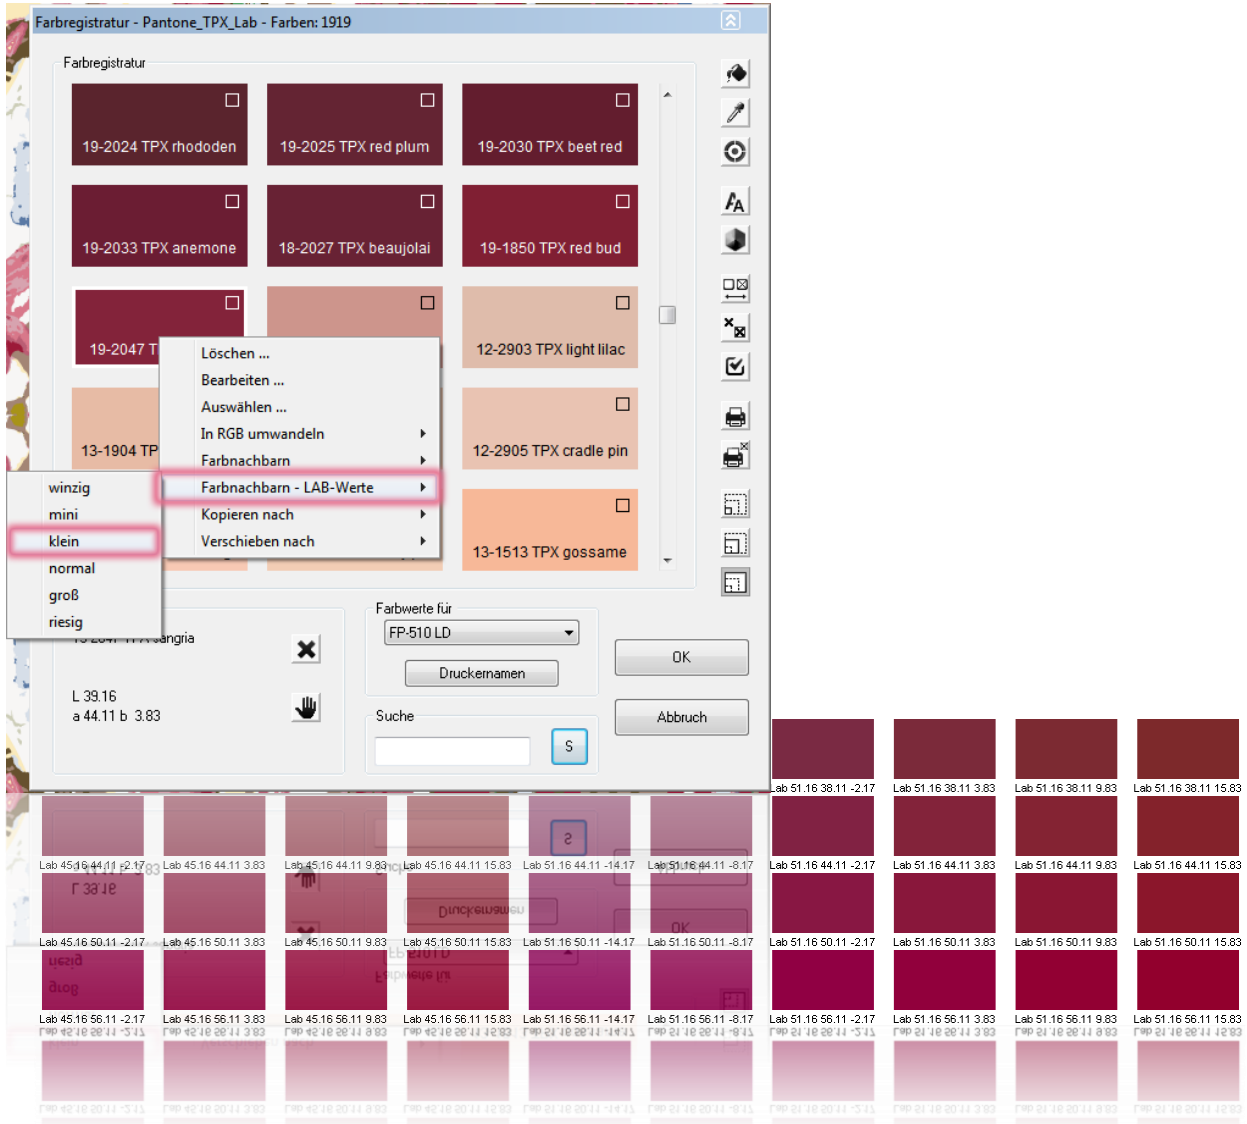 Farbregistratur - Pantone_TPX_Lab - Farben: 1919
Farbregistratur
19-2024 TPX rhododen
19-2025 TPX red plum
19-2030 TPX beet red
19-2033 TPX anemone
18-2027 TPX beaujolai
19-1850 TPX red bud
19-2047 T
12-2903 TPX light lilac
13-1904 TP
12-2905 TPX cradle pin
13-1513 TPX gossame
Löschen ...
Bearbeiten ...
Auswählen ...
In RGB umwandeln
Farbnachbarn
Farbnachbarn - LAB-Werte
Kopieren nach
Verschieben nach
winzig
mini
klein
normal
groß
riesig
sangria
L 39.16
a 44.11 b 3.83
Farbwerte für
FP-510 LD
Druckernamen
Suche
S
OK
Abbruch
Lab 51.16 38.11 -2.17 Lab 51.16 38.11 3.83 Lab 51.16 38.11 9.83 Lab 51.16 38.11 15.83
Lab 45.16 44.11 -2.17 Lab 45.16 44.11 3.83 Lab 45.16 44.11 9.83 Lab 45.16 44.11 15.83 Lab 51.16 44.11 -14.17 Lab 51.16 44.11 -8.17 Lab 51.16 44.11 -2.17 Lab 51.16 44.11 3.83 Lab 51.16 44.11 9.83 Lab 51.16 44.11 15.83
Lab 45.16 50.11 -2.17 Lab 45.16 50.11 3.83 Lab 45.16 50.11 9.83 Lab 45.16 50.11 15.83 Lab 51.16 50.11 -14.17 Lab 51.16 50.11 -8.17 Lab 51.16 50.11 -2.17 Lab 51.16 50.11 3.83 Lab 51.16 50.11 9.83 Lab 51.16 50.11 15.83
Lab 45.16 56.11 -2.17 Lab 45.16 56.11 3.83 Lab 45.16 56.11 9.83 Lab 45.16 56.11 15.83 Lab 51.16 56.11 -14.17 Lab 51.16 56.11 -8.17 Lab 51.16 56.11 -2.17 Lab 51.16 56.11 3.83 Lab 51.16 56.11 9.83 Lab 51.16 56.11 15.83